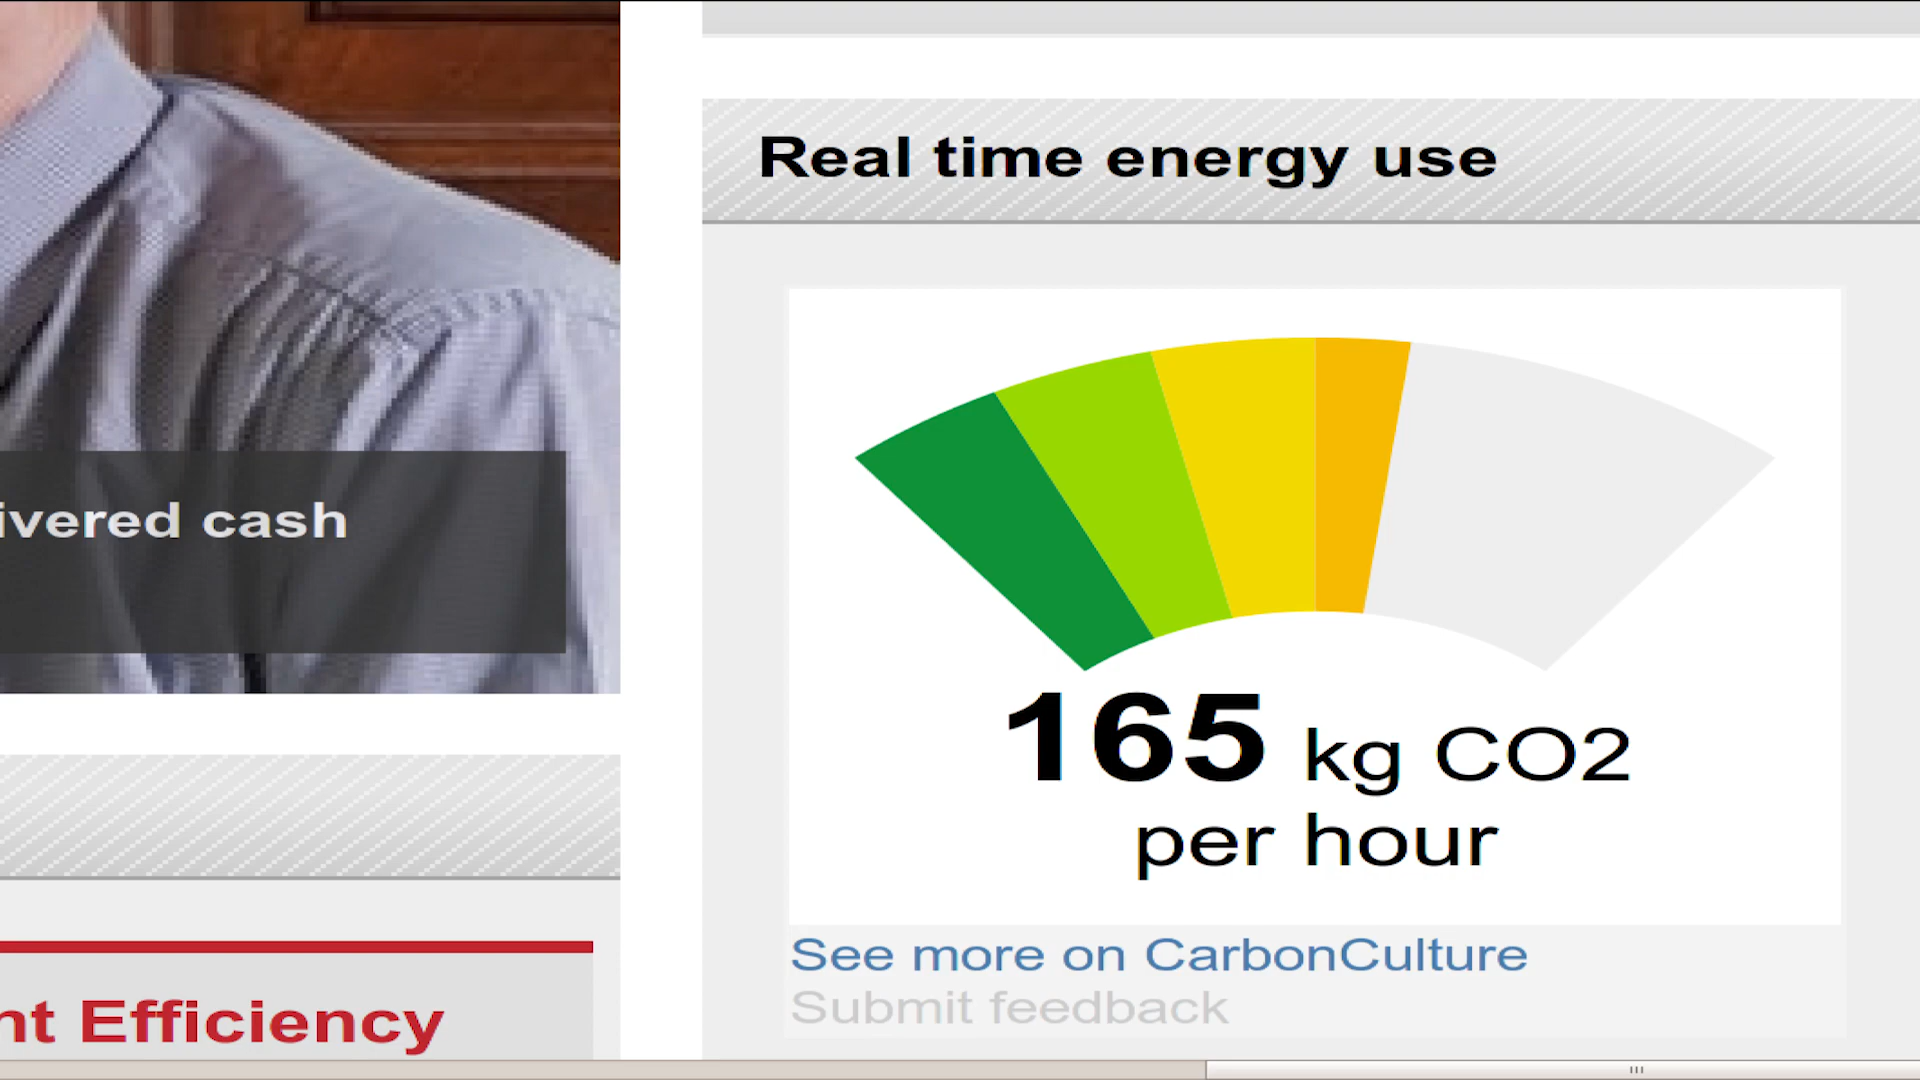 Real time energy use
ivered cash
165 kg CO2
per hour
See more on CarbonCulture
Submit feedback
nt Efficiency